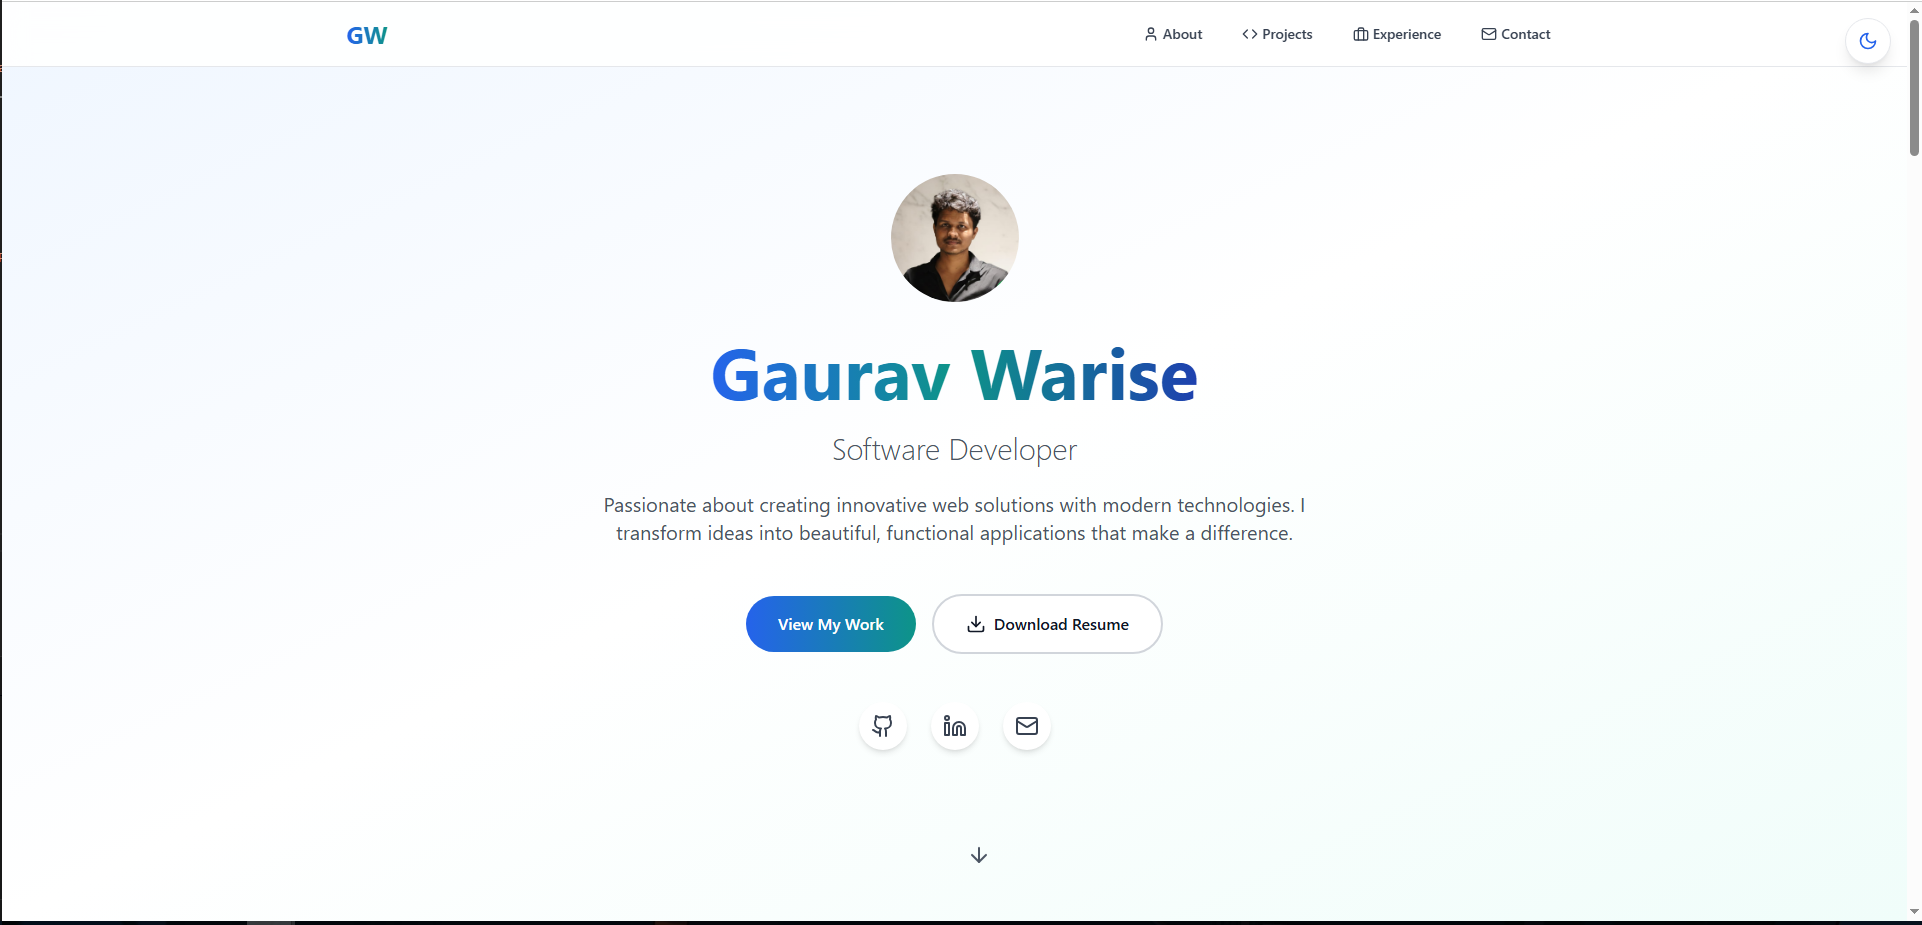 GW
About
Projects
Experience
Contact
Gaurav Warise
Software Developer
Passionate about creating innovative web solutions with modern technologies. I
transform ideas into beautiful, functional applications that make a difference.
View My Work
Download Resume